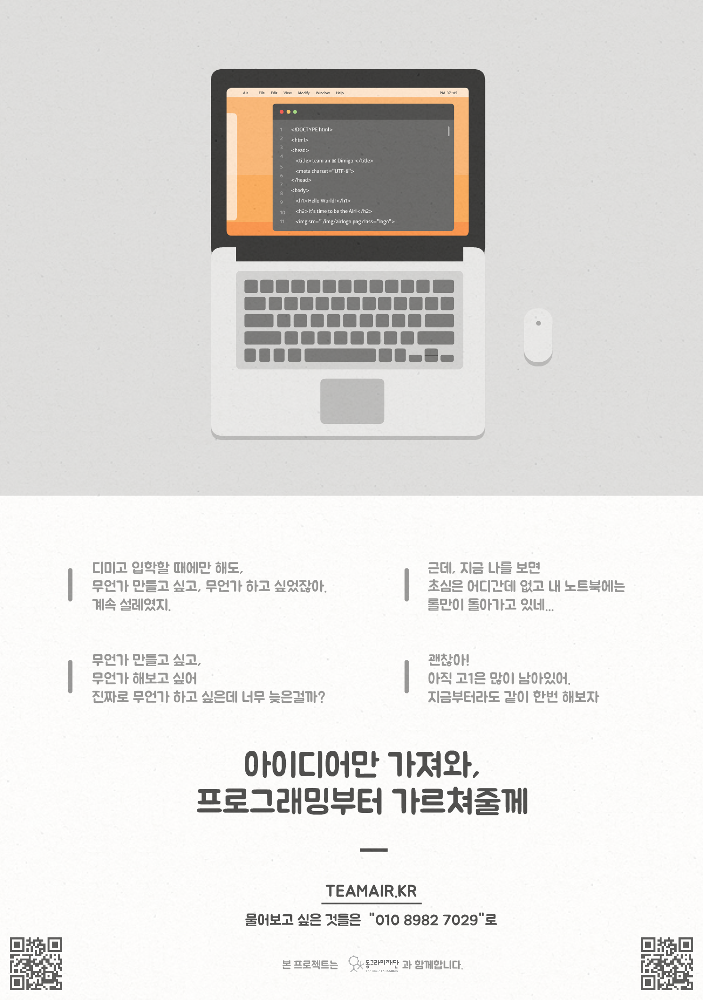 Air File Edit View Modify Window Help PM 07:05
1 <!DOCTYPE html>
2 <html>
3 <head>
4 <title>team air @ Dimigo </title>
5 <meta charset="UTF-8">
6 </head>
7 <body>
8 <h1>Hello World!</h1>
9 <h2>It's time to be the Air!</h2>
10 <img src="./img/airlogo.png class="logo">
11
디미고 입학할 때에만 해도,
무언가 만들고 싶고, 무언가 하고 싶었잖아.
계속 설레였지.
근데, 지금 나를 보면
초심은 어디간데 없고 내 노트북에는
롤만이 돌아가고 있네...
무언가 만들고 싶고,
무언가 해보고 싶어
진짜로 무언가 하고 싶은데 너무 늦은걸까?
괜찮아!
아직 고1은 많이 남아있어.
지금부터라도 같이 한번 해보자
아이디어만 가져와,
프로그래밍부터 가르쳐줄께
TEAMAIR.KR
물어보고 싶은 것들은 "010 8982 7029"로
본 프로젝트는 동그라미재단 과 함께합니다.
The Circle Foundation